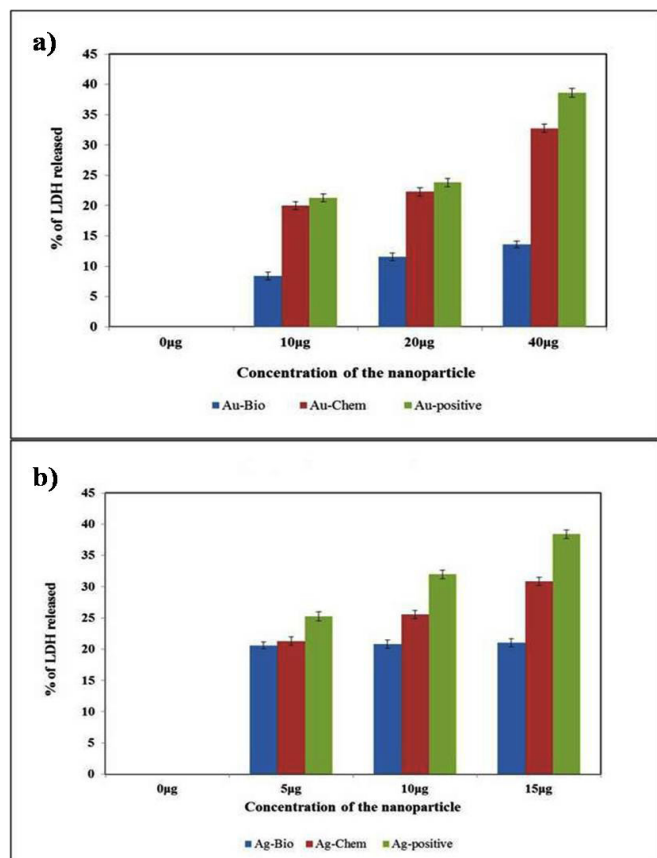 a)
45
40
35
30
25
20
15
10
5
0
% of LDH released
0µg 10µg 20µg 40µg
Concentration of the nanoparticle
Au-Bio Au-Chem Au-positive
b)
45
40
35
30
25
20
15
10
5
0
% of LDH released
0µg 5µg 10µg 15µg
Concentration of the nanoparticle
Ag-Bio Ag-Chem Ag-positive